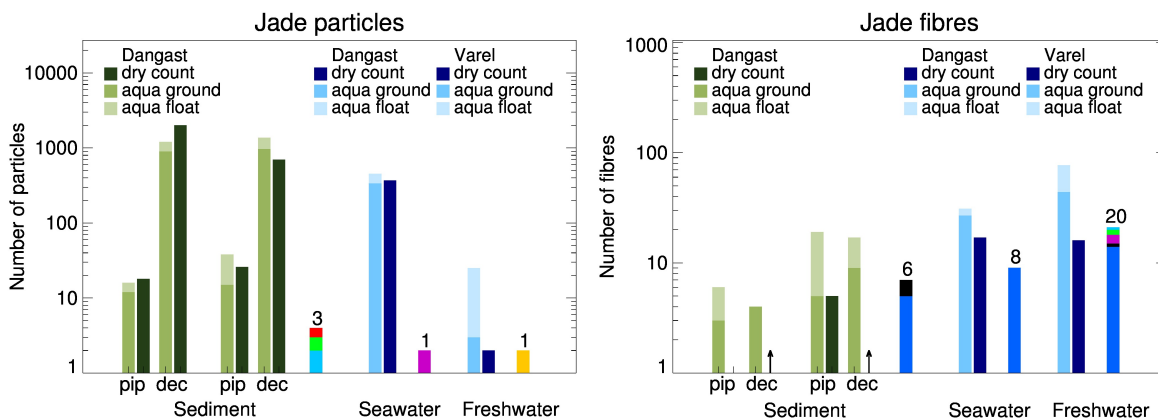 Jade particles
Number of particles
10000
1000
100
10
1
Dangast
dry count
aqua ground
aqua float
Dangast
dry count
aqua ground
aqua float
Varel
dry count
aqua ground
aqua float
3
1
1
pip dec pip dec
Sediment Seawater Freshwater
Jade fibres
Number of fibres
1000
100
10
1
Dangast
dry count
aqua ground
aqua float
Dangast
dry count
aqua ground
aqua float
Varel
dry count
aqua ground
aqua float
6
8
20
pip dec pip dec
Sediment Seawater Freshwater